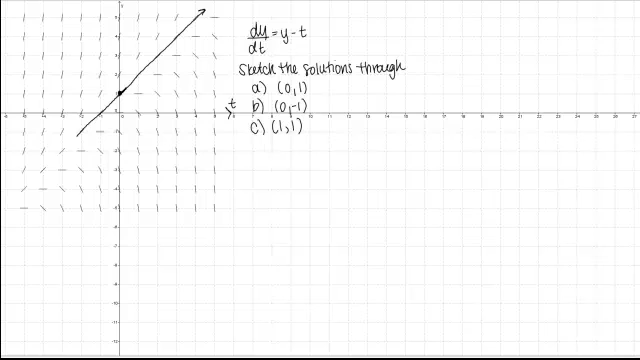 dy/dt = y - t
Sketch the solutions through
a) (0,1)
b) (0,-1)
c) (1,1)
t